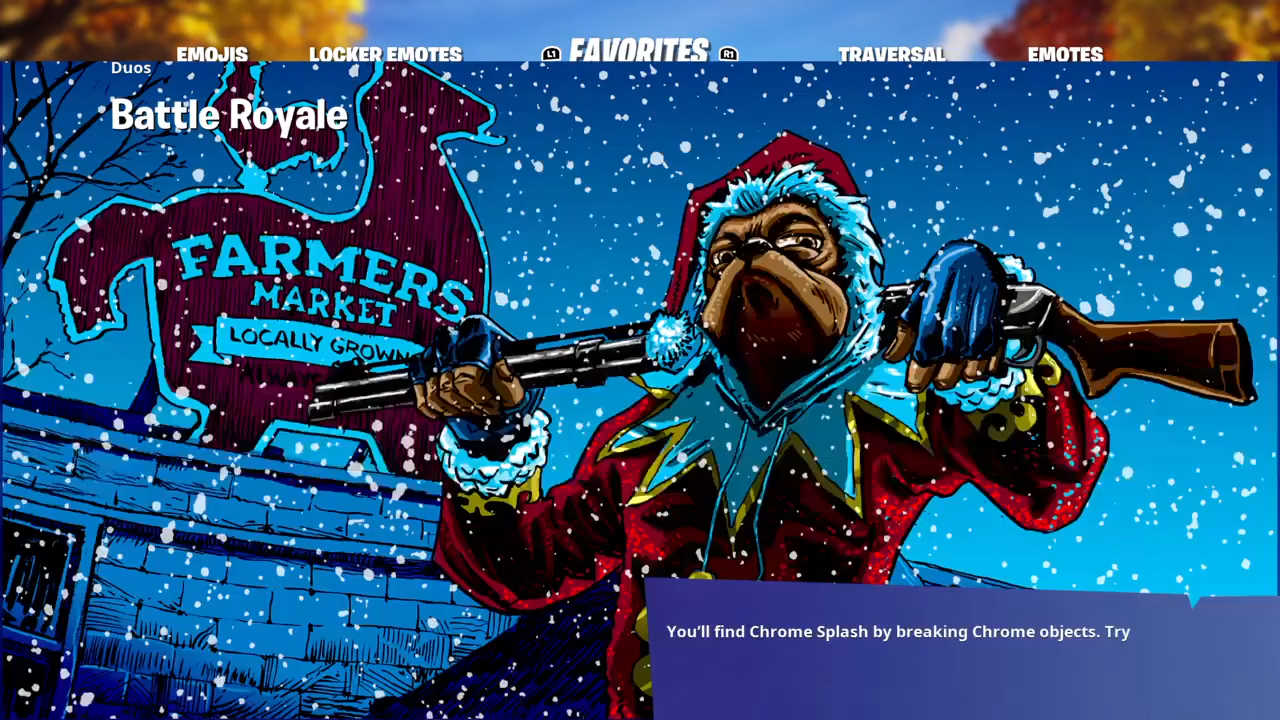 EMOJIS LOCKER EMOTES L1 FAVORITES R1 TRAVERSAL EMOTES
Duos
Battle Royale
FARMERS
MARKET
LOCALLY GROWN
ALWAYS
You'll find Chrome Splash by breaking Chrome objects. Try